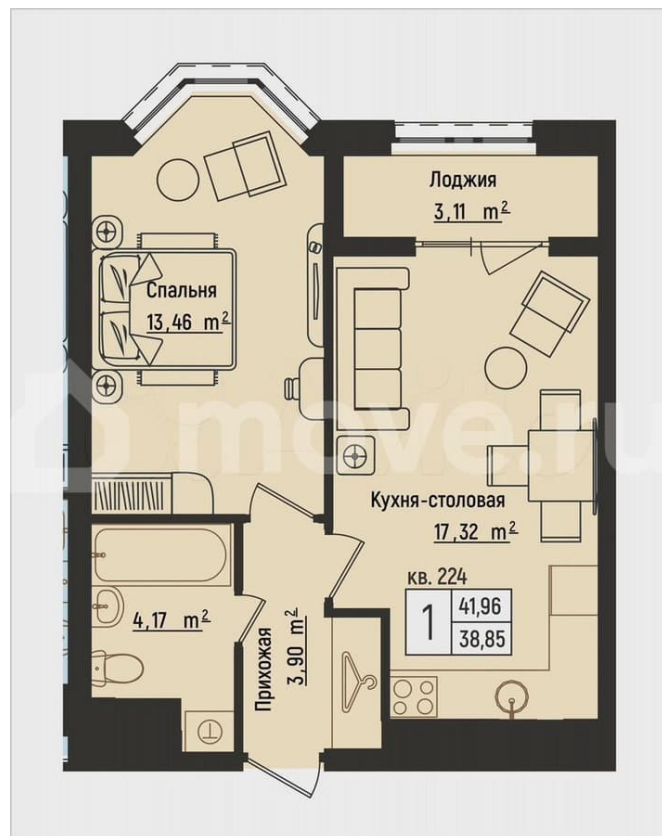 Лоджия
3,11 m²
Спальня
13,46 m²
move.ru
Кухня-столовая
17,32 m²
кв. 224
1
41,96
38,85
4,17 m²
Прихожая
3,90 m²